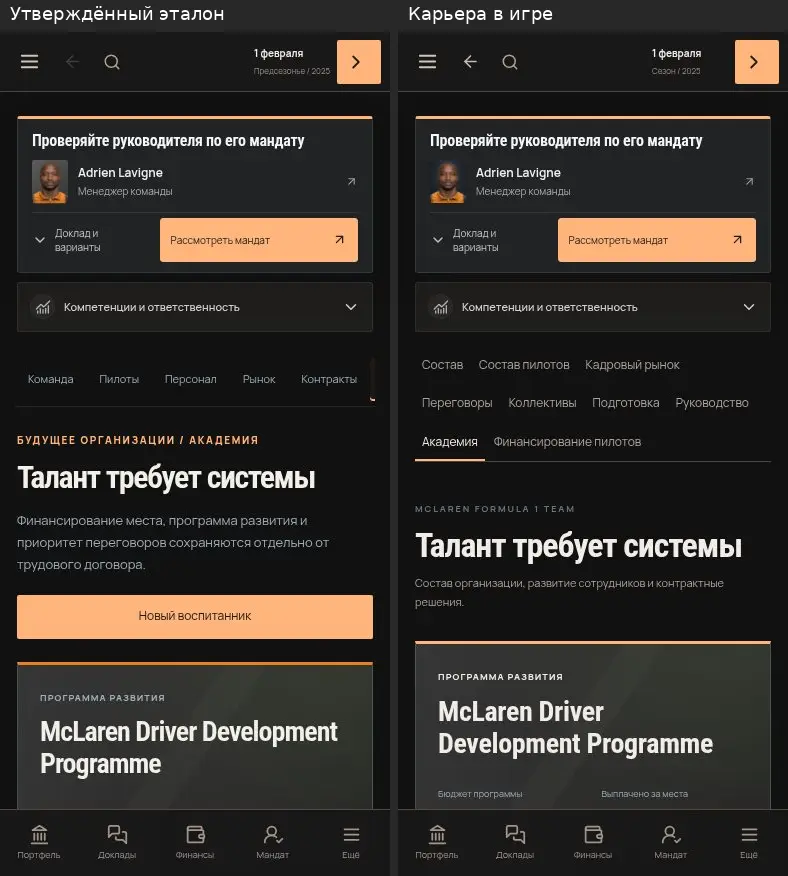 Утверждённый эталон
1 февраля
Предсезонье / 2025
Проверяйте руководителя по его мандату
Adrien Lavigne
Менеджер команды
Доклад и
варианты
Рассмотреть мандат
Компетенции и ответственность
Команда Пилоты Персонал Рынок Контракты
БУДУЩЕЕ ОРГАНИЗАЦИИ / АКАДЕМИЯ
Талант требует системы
Финансирование места, программа развития и
приоритет переговоров сохраняются отдельно от
трудового договора.
Новый воспитанник
ПРОГРАММА РАЗВИТИЯ
McLaren Driver Development
Programme
Портфель Доклады Финансы Мандат Ещё
Карьера в игре
1 февраля
Сезон / 2025
Проверяйте руководителя по его мандату
Adrien Lavigne
Менеджер команды
Доклад и
варианты
Рассмотреть мандат
Компетенции и ответственность
Состав Состав пилотов Кадровый рынок
Переговоры Коллективы Подготовка Руководство
Академия Финансирование пилотов
MCLAREN FORMULA 1 TEAM
Талант требует системы
Состав организации, развитие сотрудников и контрактные
решения.
ПРОГРАММА РАЗВИТИЯ
McLaren Driver
Development Programme
Бюджет программы Выплачено за места
Портфель Доклады Финансы Мандат Ещё